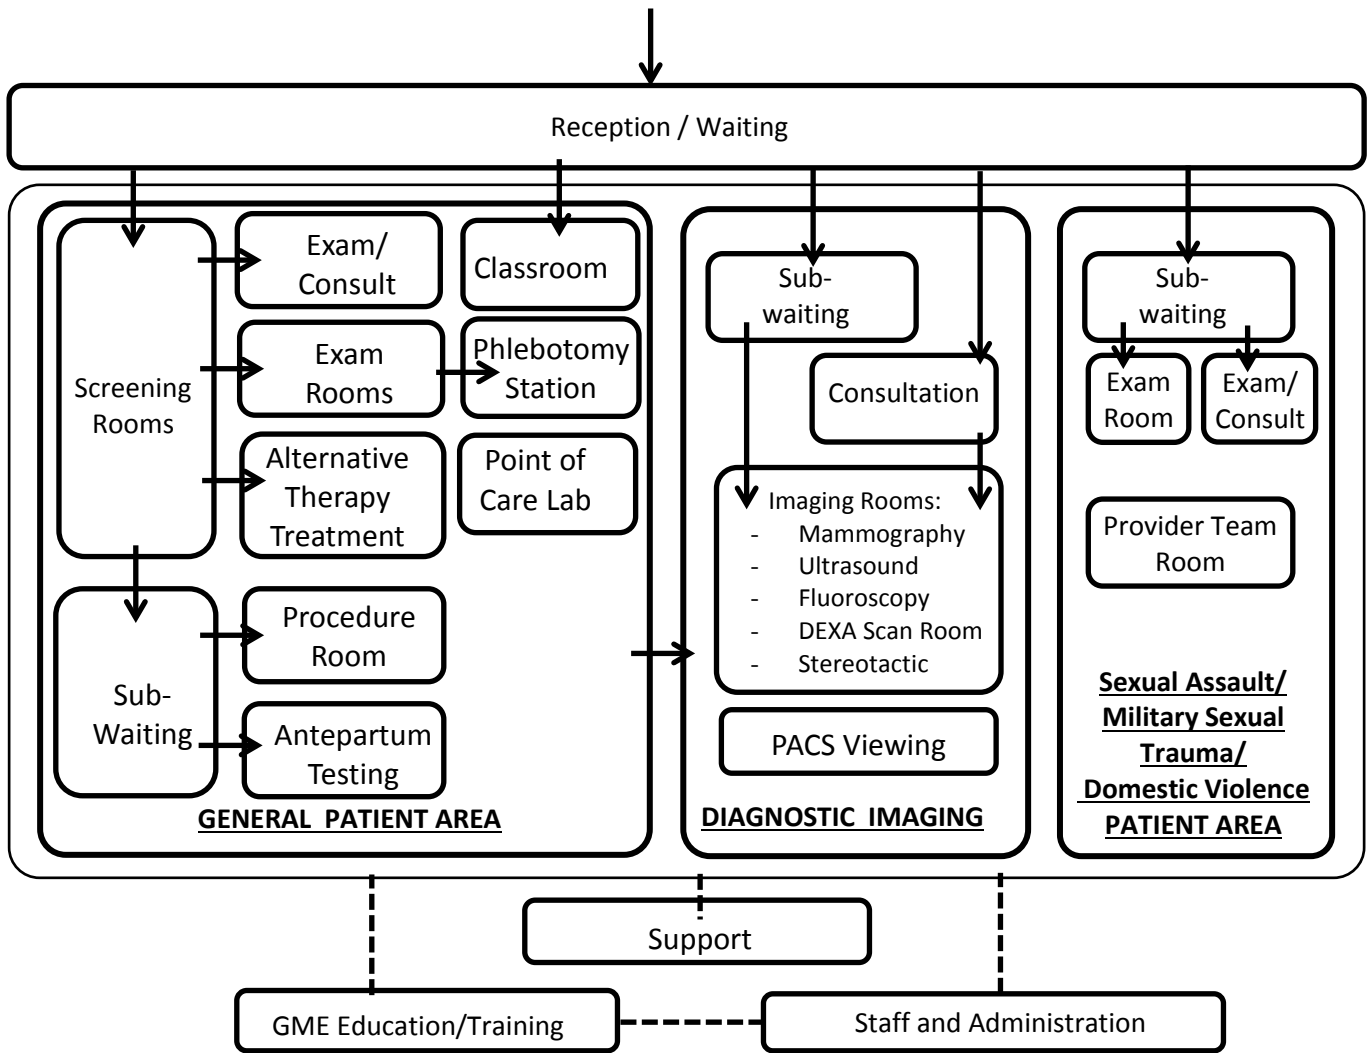 Reception / Waiting
Screening
Rooms
Exam/
Consult
Classroom
Exam
Rooms
Phlebotomy
Station
Alternative
Therapy
Treatment
Point of
Care Lab
Sub-
Waiting
Procedure
Room
Antepartum
Testing
GENERAL PATIENT AREA
Sub-
waiting
Consultation
Imaging Rooms:
- Mammography
- Ultrasound
- Fluoroscopy
- DEXA Scan Room
- Stereotactic
PACS Viewing
DIAGNOSTIC IMAGING
Sub-
waiting
Exam
Room
Exam/
Consult
Provider Team
Room
Sexual Assault/
Military Sexual
Trauma/
Domestic Violence
PATIENT AREA
Support
GME Education/Training
Staff and Administration